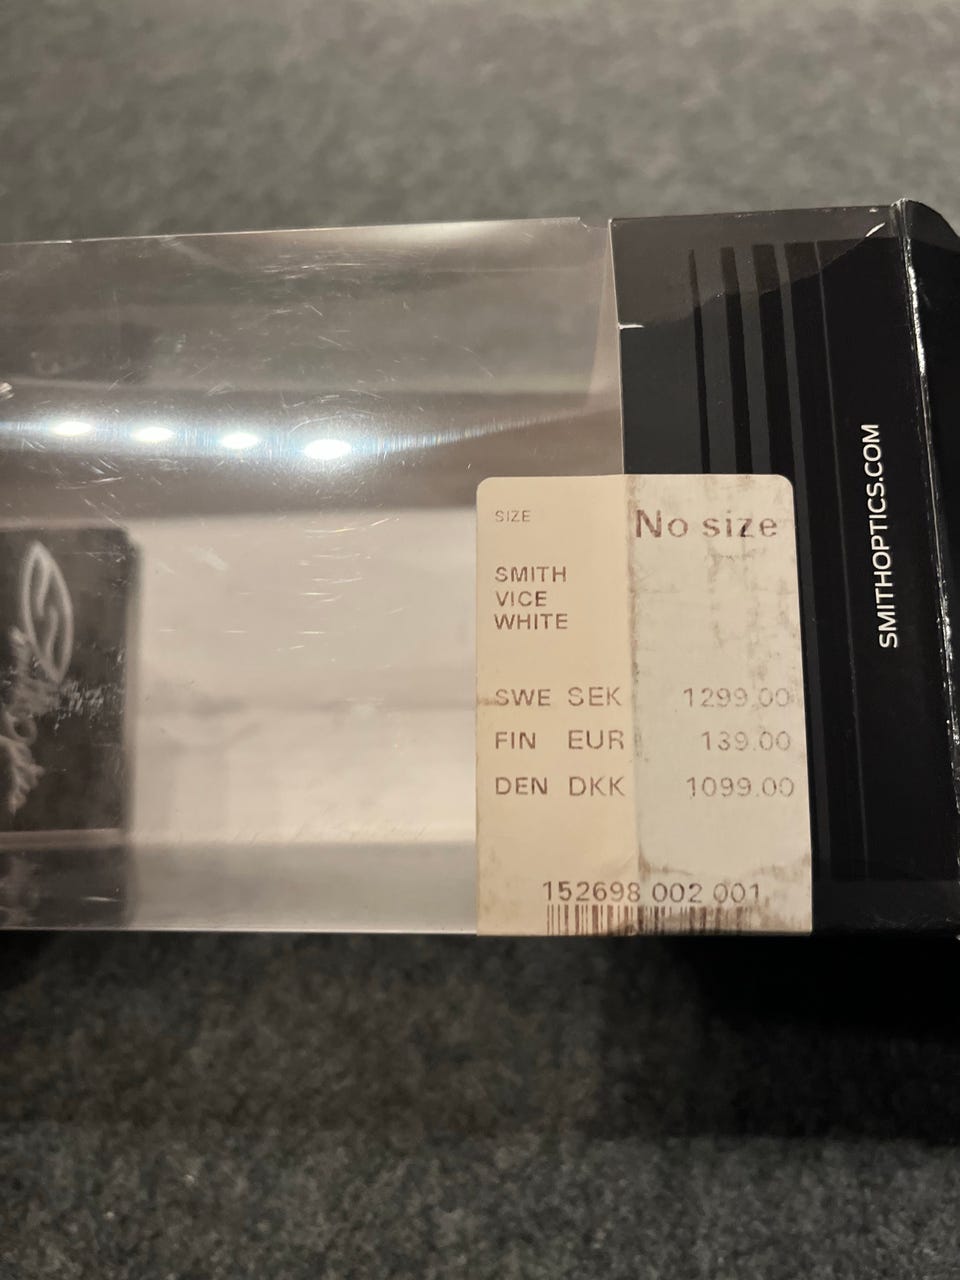 SIZE No size
SMITH
VICE
WHITE
SWE SEK 1299.00
FIN EUR 139.00
DEN DKK 1099.00
152698 002 001
SMITHOPTICS.COM